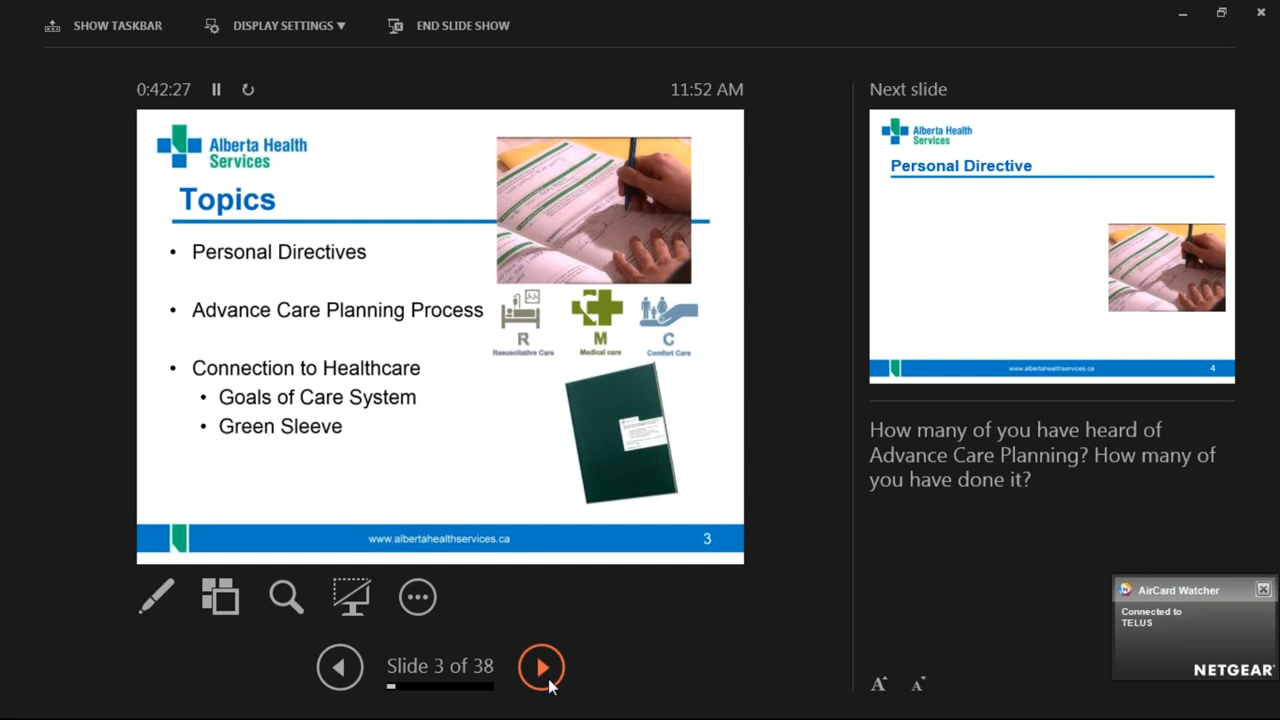 SHOW TASKBAR
DISPLAY SETTINGS ▼
END SLIDE SHOW
0:42:27
11:52 AM
Alberta Health
Services
Topics
• Personal Directives
• Advance Care Planning Process
• Connection to Healthcare
• Goals of Care System
• Green Sleeve
R
Resuscitative Care
M
Medical care
C
Comfort Care
www.albertahealthservices.ca
3
Slide 3 of 38
Next slide
Alberta Health
Services
Personal Directive
www.albertahealthservices.ca
4
How many of you have heard of
Advance Care Planning? How many of
you have done it?
A
A
AirCard Watcher
Connected to
TELUS
NETGEAR